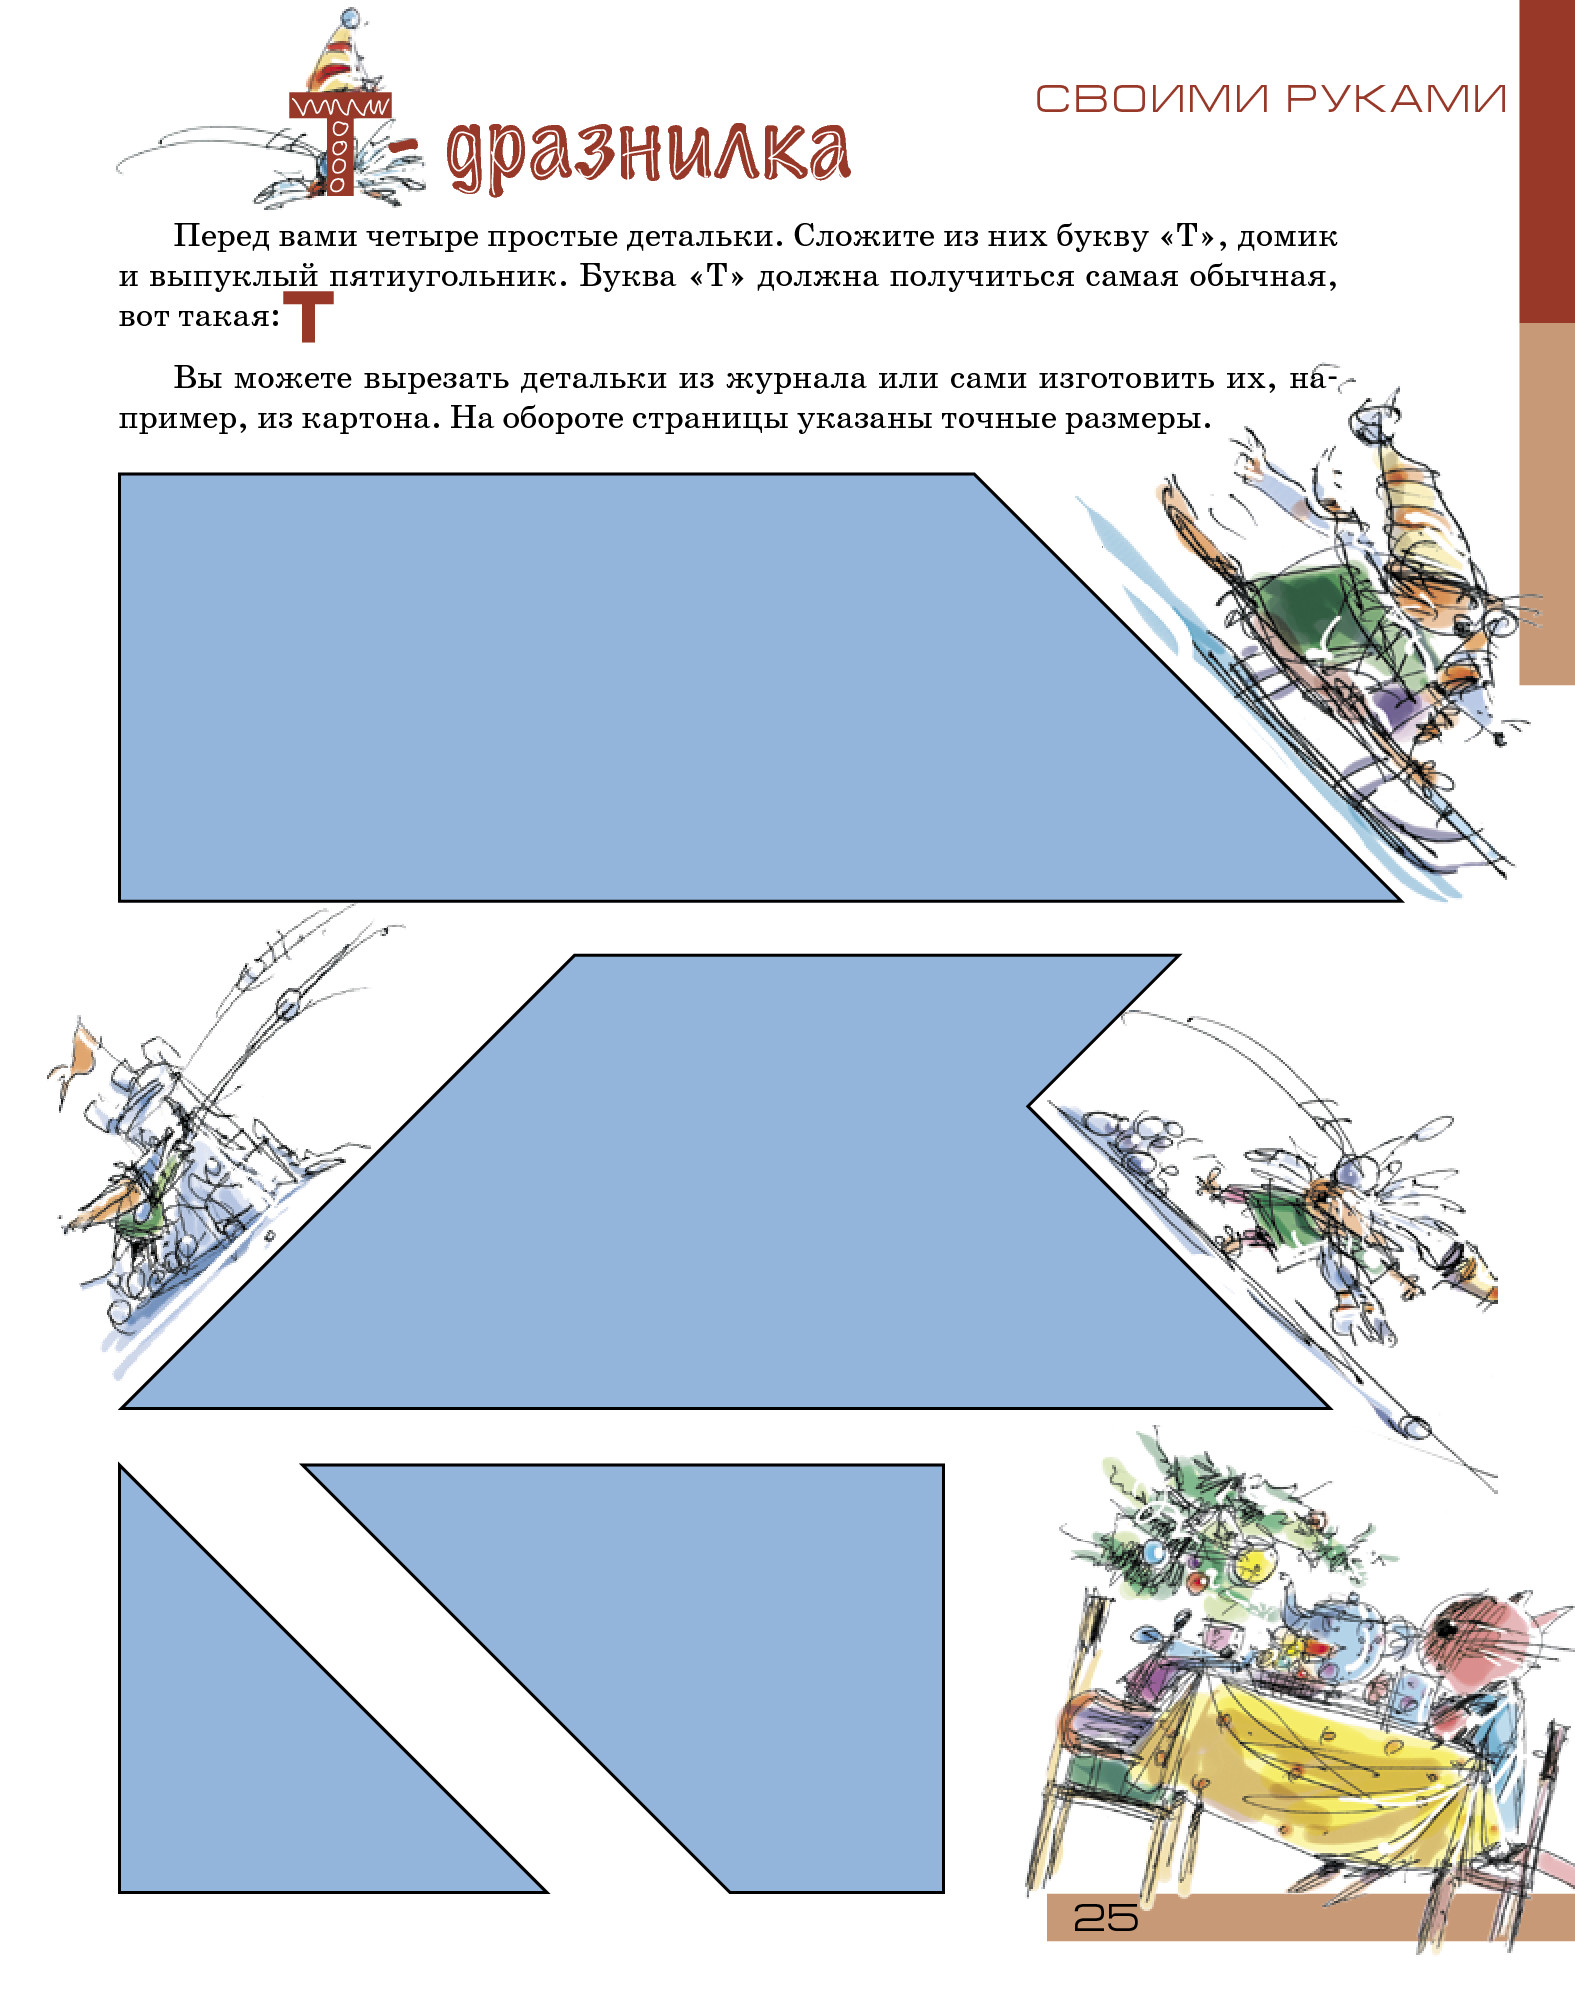 СВОИМИ РУКАМИ
Т - дразнилка
Перед вами четыре простые детальки. Сложите из них букву «Т», домик
и выпуклый пятиугольник. Буква «Т» должна получиться самая обычная,
вот такая: Т
Вы можете вырезать детальки из журнала или сами изготовить их, на-
пример, из картона. На обороте страницы указаны точные размеры.
25